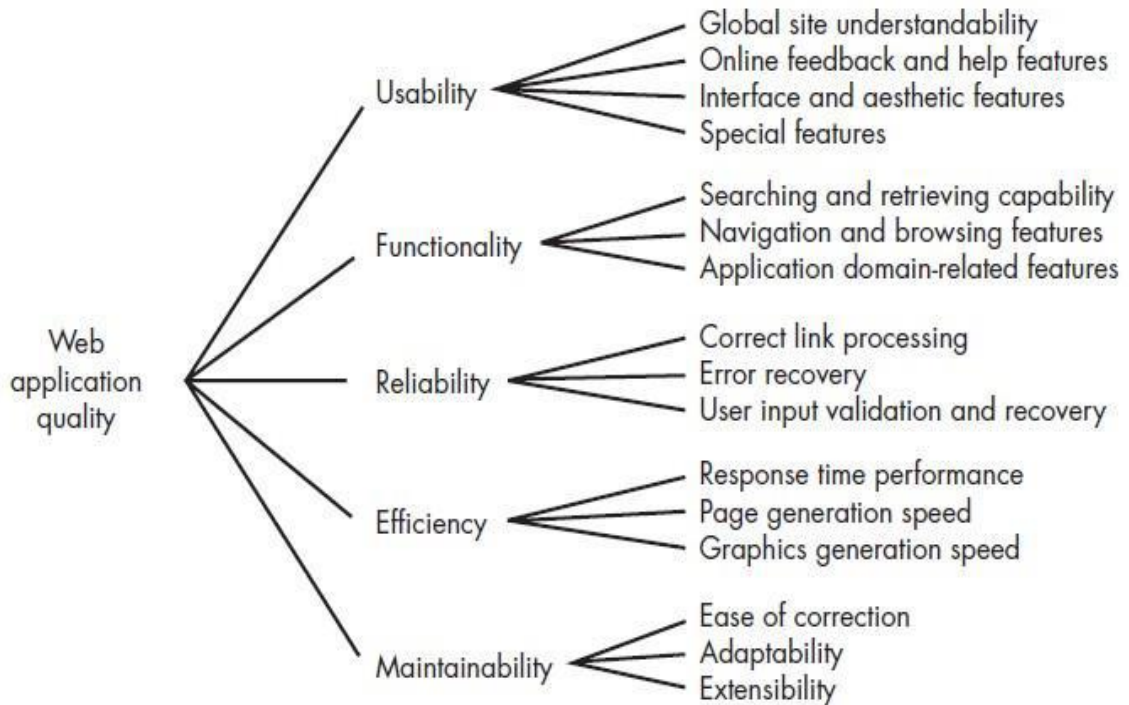 Web
application
quality
Usability
Global site understandability
Online feedback and help features
Interface and aesthetic features
Special features
Functionality
Searching and retrieving capability
Navigation and browsing features
Application domain-related features
Reliability
Correct link processing
Error recovery
User input validation and recovery
Efficiency
Response time performance
Page generation speed
Graphics generation speed
Maintainability
Ease of correction
Adaptability
Extensibility